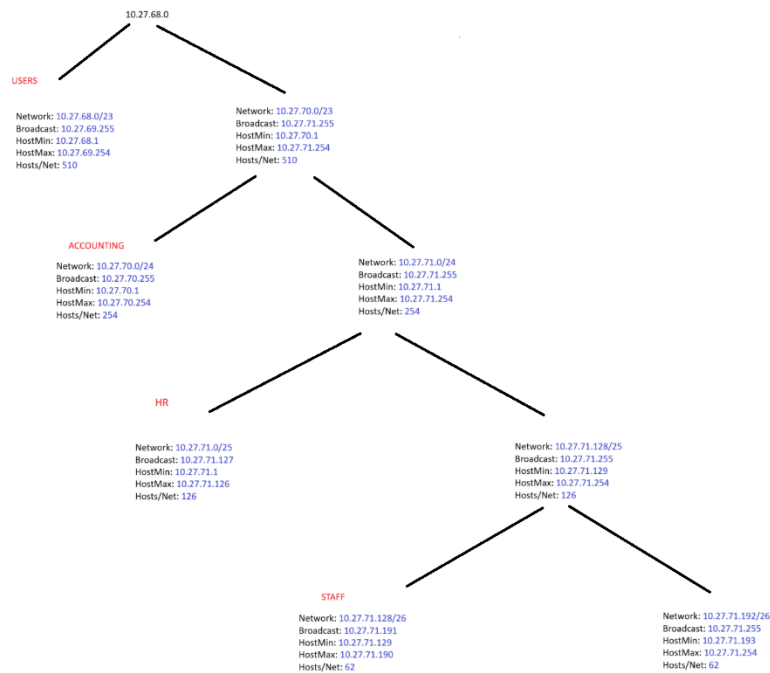 10.27.68.0
USERS
Network: 10.27.68.0/23
Broadcast: 10.27.69.255
HostMin: 10.27.68.1
HostMax: 10.27.69.254
Hosts/Net: 510
Network: 10.27.70.0/23
Broadcast: 10.27.71.255
HostMin: 10.27.70.1
HostMax: 10.27.71.254
Hosts/Net: 510
ACCOUNTING
Network: 10.27.70.0/24
Broadcast: 10.27.70.255
HostMin: 10.27.70.1
HostMax: 10.27.70.254
Hosts/Net: 254
Network: 10.27.71.0/24
Broadcast: 10.27.71.255
HostMin: 10.27.71.1
HostMax: 10.27.71.254
Hosts/Net: 254
HR
Network: 10.27.71.0/25
Broadcast: 10.27.71.127
HostMin: 10.27.71.1
HostMax: 10.27.71.126
Hosts/Net: 126
Network: 10.27.71.128/25
Broadcast: 10.27.71.255
HostMin: 10.27.71.129
HostMax: 10.27.71.254
Hosts/Net: 126
STAFF
Network: 10.27.71.128/26
Broadcast: 10.27.71.191
HostMin: 10.27.71.129
HostMax: 10.27.71.190
Hosts/Net: 62
Network: 10.27.71.192/26
Broadcast: 10.27.71.255
HostMin: 10.27.71.193
HostMax: 10.27.71.254
Hosts/Net: 62